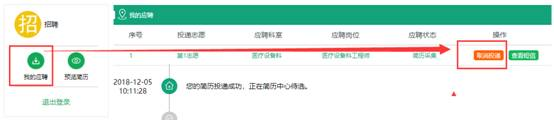 招 招聘
我的应聘 预览简历
退出登录
我的应聘
序号 投递志愿 应聘科室 应聘岗位 应聘状态 操作
1 第1志愿 医疗设备科 医疗设备科工程师 简历采集 取消投递 查看短信
2018-12-05
10:11:28
您的简历投递成功，正在简历中心待选。